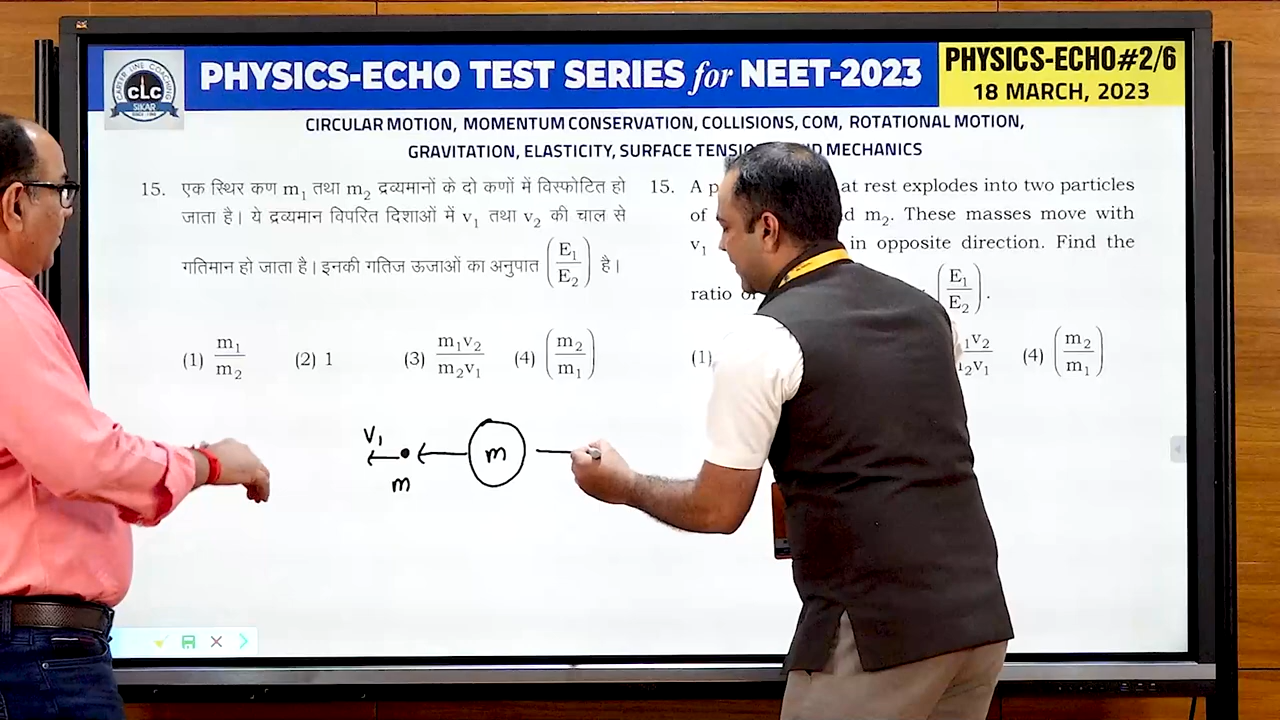 PHYSICS-ECHO TEST SERIES for NEET-2023
PHYSICS-ECHO#2/6
18 MARCH, 2023
CAREER LINE COACHING
CLC
SIKAR
CIRCULAR MOTION, MOMENTUM CONSERVATION, COLLISIONS, COM, ROTATIONAL MOTION,
GRAVITATION, ELASTICITY, SURFACE MECHANICS
15. एक स्थिर कण m₁ तथा m₂ द्रव्यमानों के दो कणों में विस्फोटित हो
जाता है। ये द्रव्यमान विपरित दिशाओं में v₁ तथा v₂ की चाल से
गतिमान हो जाता है। इनकी गतिज ऊजाओं का अनुपात (E₁/E₂) है।
(1) m₁/m₂ (2) 1 (3) m₁v₂/m₂v₁ (4) (m₂/m₁)
15. A at rest explodes into two particles
of m₂. These masses move with
v₁ in opposite direction. Find the
ratio (E₁/E₂).
(1) (4) (m₂/m₁)
v₁
m
m